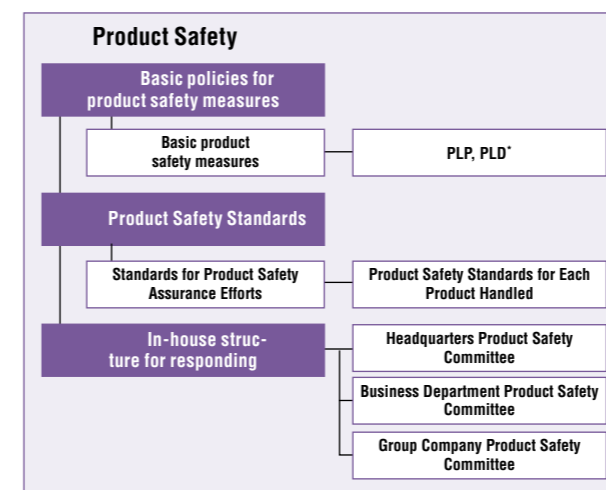 Product Safety
Basic policies for
product safety measures
Basic product
safety measures
PLP, PLD*
Product Safety Standards
Standards for Product Safety
Assurance Efforts
Product Safety Standards for Each
Product Handled
In-house struc-
ture for responding
Headquarters Product Safety
Committee
Business Department Product Safety
Committee
Group Company Product Safety
Committee